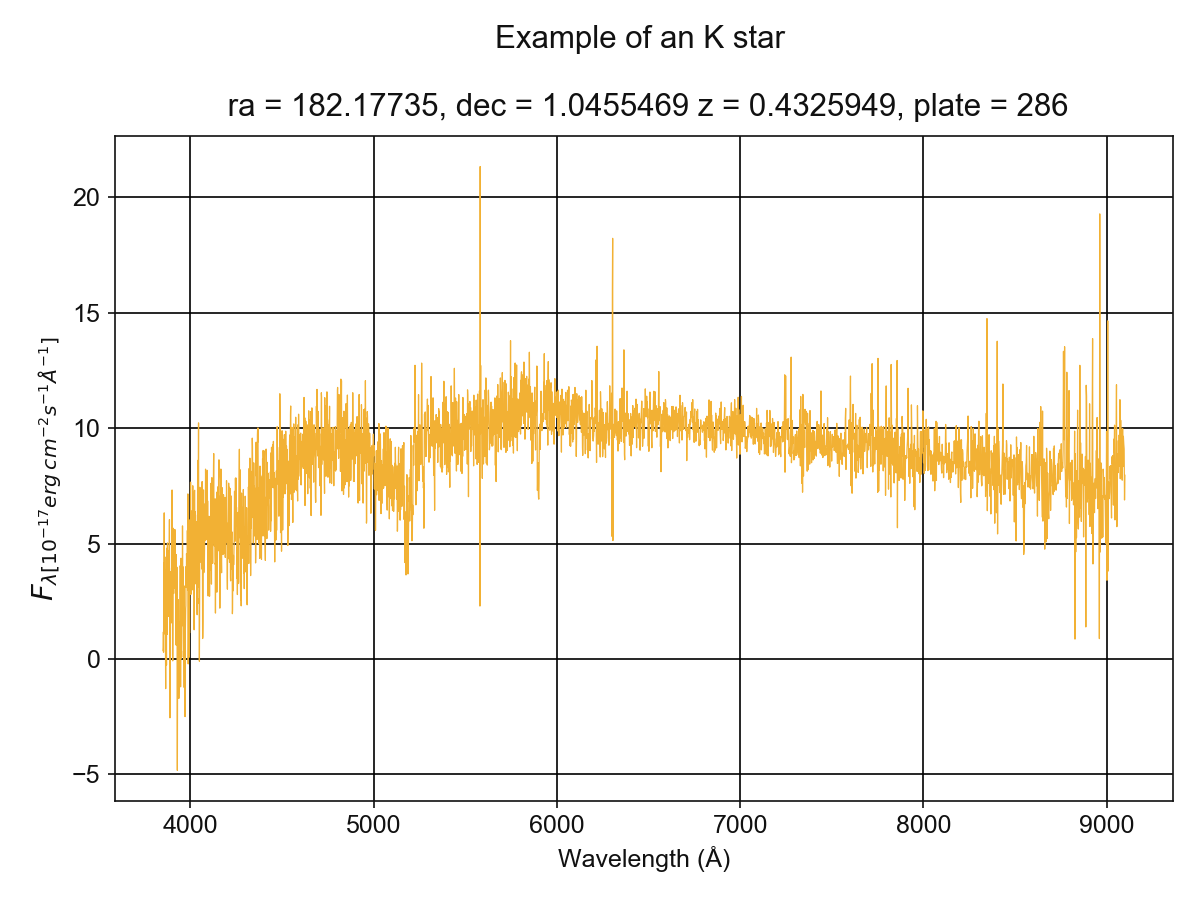 Example of an K star
ra = 182.17735, dec = 1.0455469 z = 0.4325949, plate = 286
20
15
10
5
0
−5
F_{λ[10^{−17} erg cm^{−2} s^{−1} Å^{−1}]}
4000 5000 6000 7000 8000 9000
Wavelength (Å)